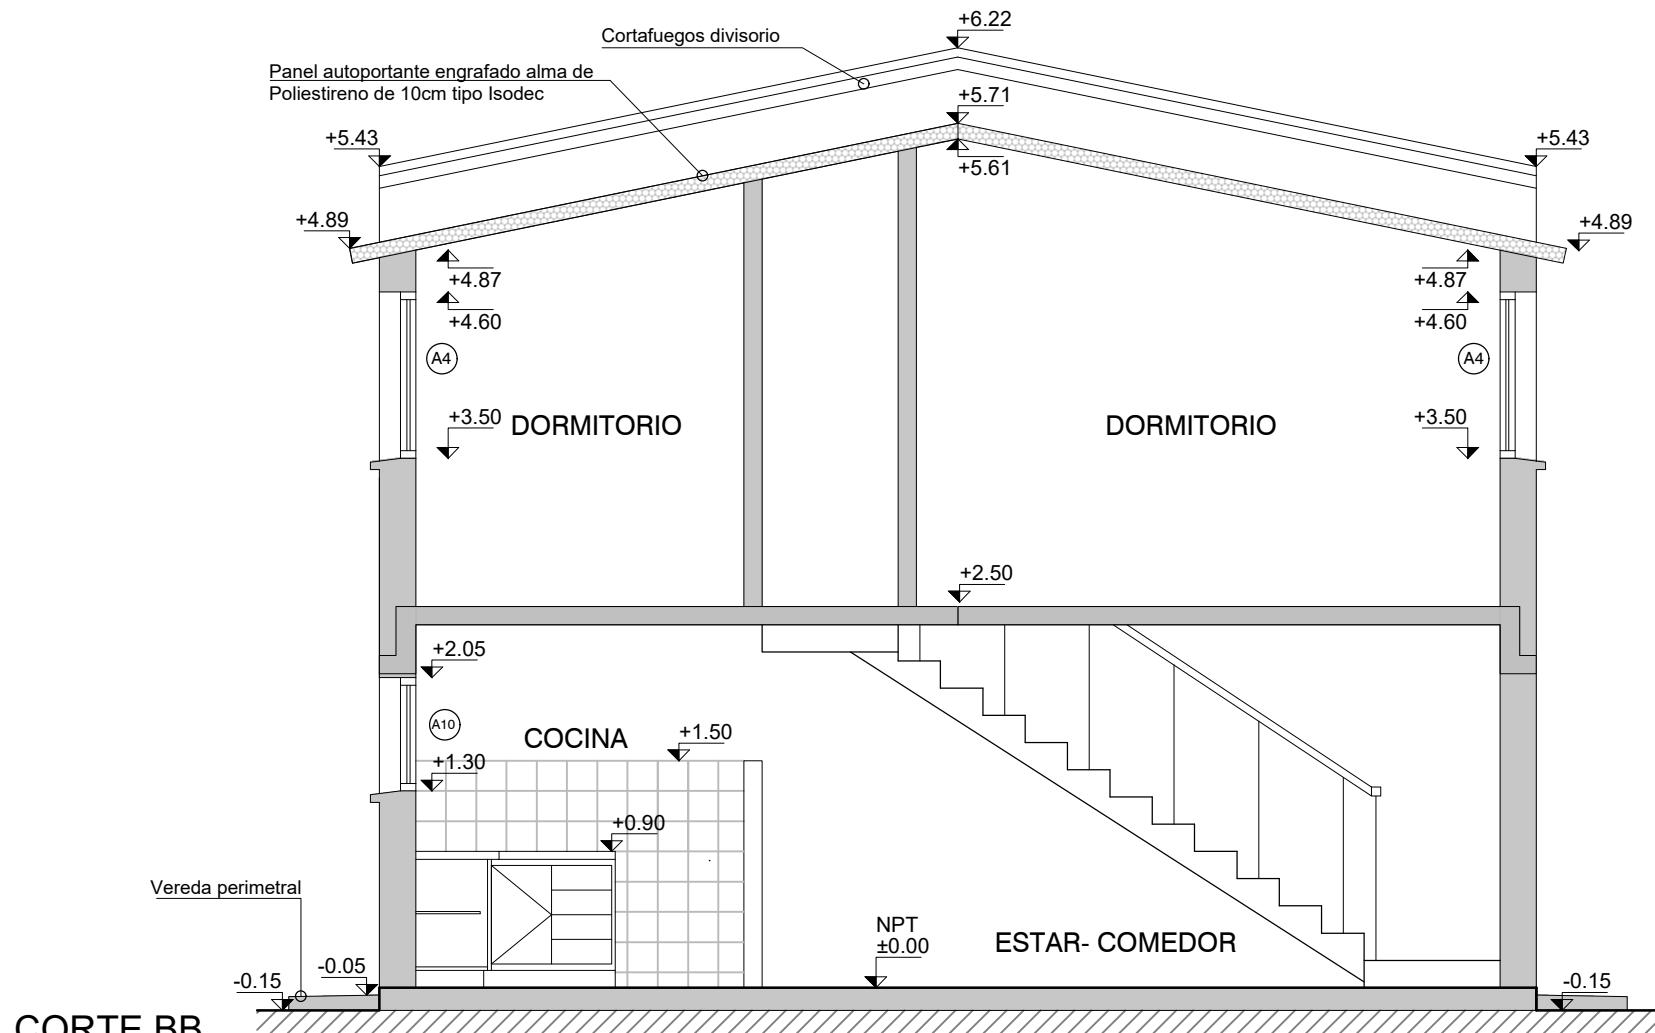 +6.22
Cortafuegos divisorio
Panel autoportante engrafado alma de
Poliestireno de 10cm tipo Isodec
+5.71
+5.43
+5.43
+5.61
+4.89
+4.89
+4.87
+4.87
+4.60
+4.60
A4
A4
+3.50
DORMITORIO
DORMITORIO
+3.50
+2.50
+2.05
A10
COCINA
+1.50
+1.30
+0.90
Vereda perimetral
NPT
±0.00
ESTAR- COMEDOR
-0.05
-0.15
-0.15
CORTE BB